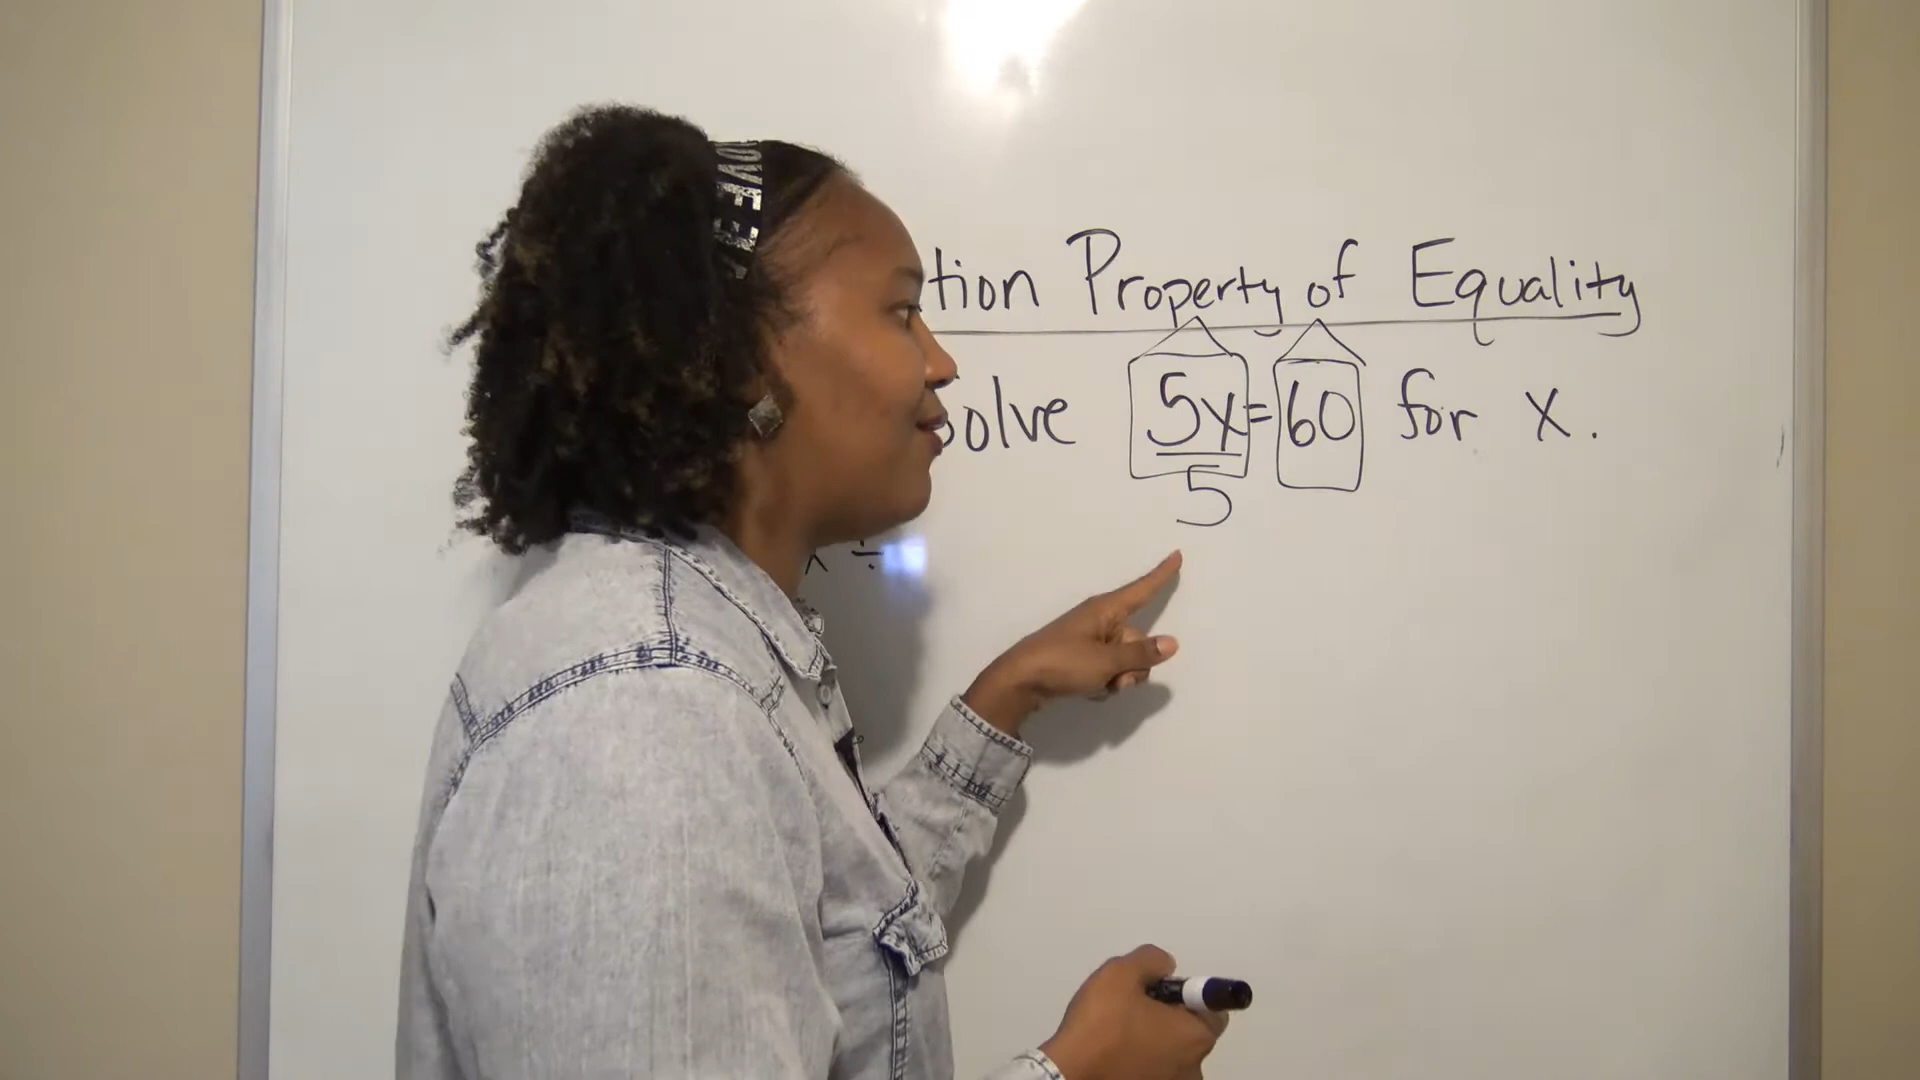 tion Property of Equality
olve 5x=60 for x.
5
x ÷